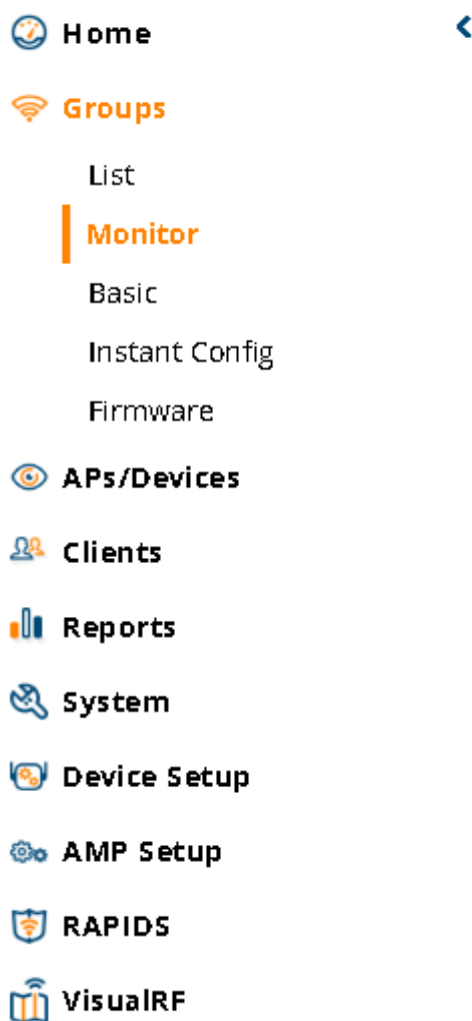 Home
Groups
List
Monitor
Basic
Instant Config
Firmware
APs/Devices
Clients
Reports
System
Device Setup
AMP Setup
RAPIDS
VisualRF